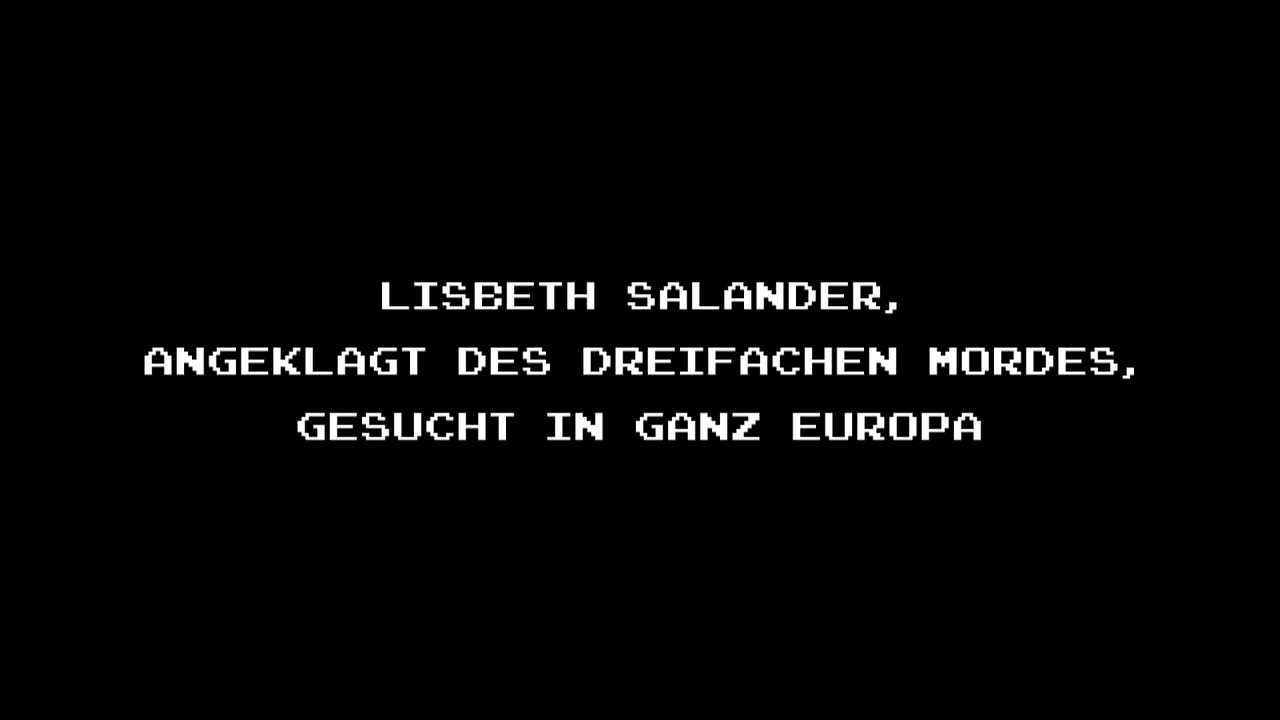 LISBETH SALANDER,
ANGEKLAGT DES DREIFACHEN MORDES,
GESUCHT IN GANZ EUROPA